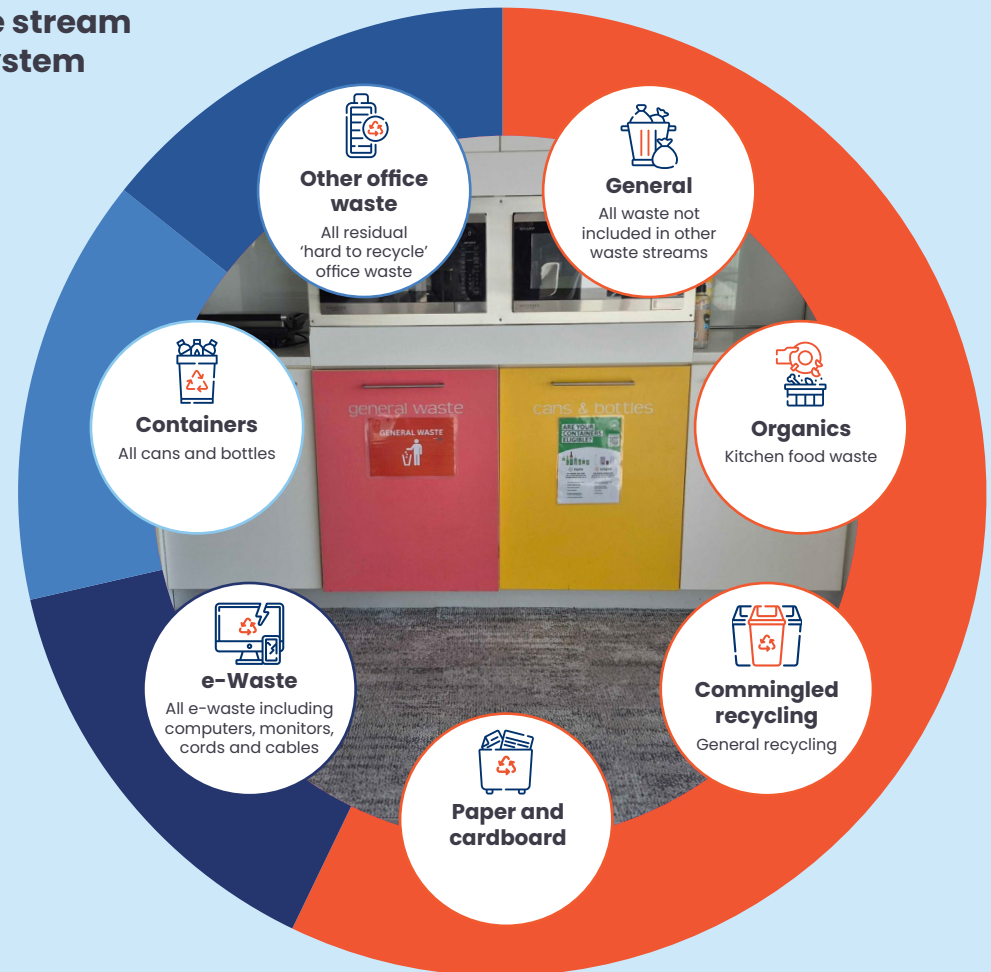 e stream
ystem
Other office
waste
All residual
‘hard to recycle’
office waste
General
All waste not
included in other
waste streams
Containers
All cans and bottles
Organics
Kitchen food waste
general waste
GENERAL WASTE
cans & bottles
ARE YOUR
CONTAINERS
ELIGIBLE?
e-Waste
All e-waste including
computers, monitors,
cords and cables
Commingled
recycling
General recycling
Paper and
cardboard